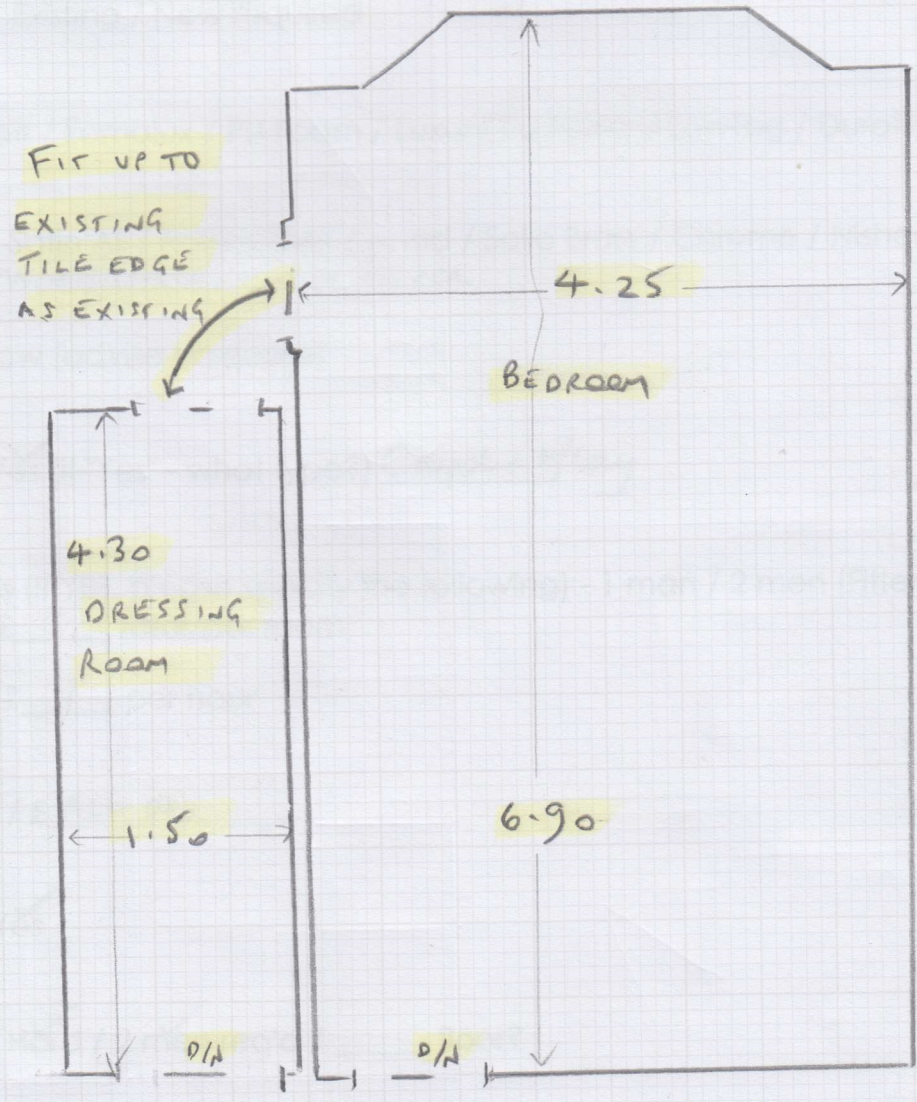 FIT UP TO
EXISTING
TILE EDGE
AS EXISTING
4.25
BEDROOM
4.30
DRESSING
ROOM
1.50
6.90
D/N
D/N